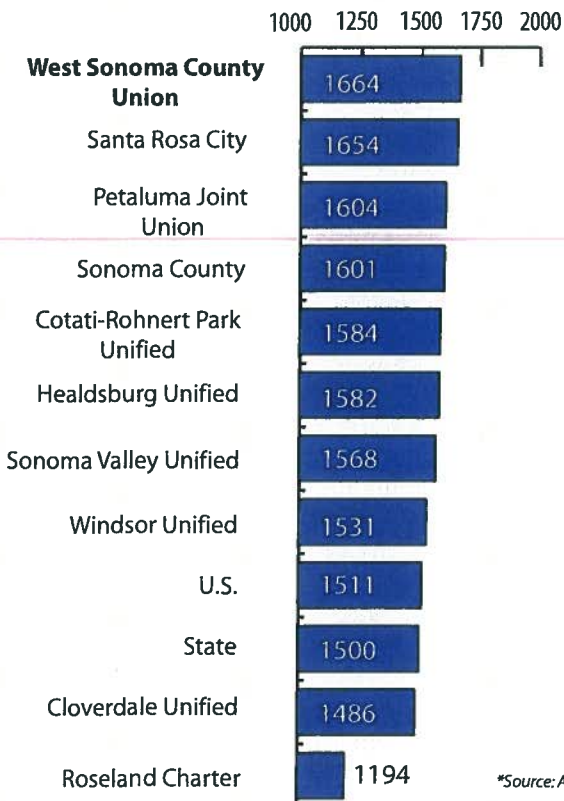 1000 1250 1500 1750 2000
West Sonoma County
Union
1664
Santa Rosa City
1654
Petaluma Joint
Union
1604
Sonoma County
1601
Cotati-Rohnert Park
Unified
1584
Healdsburg Unified
1582
Sonoma Valley Unified
1568
Windsor Unified
1531
U.S.
1511
State
1500
Cloverdale Unified
1486
Roseland Charter
1194
*Source: